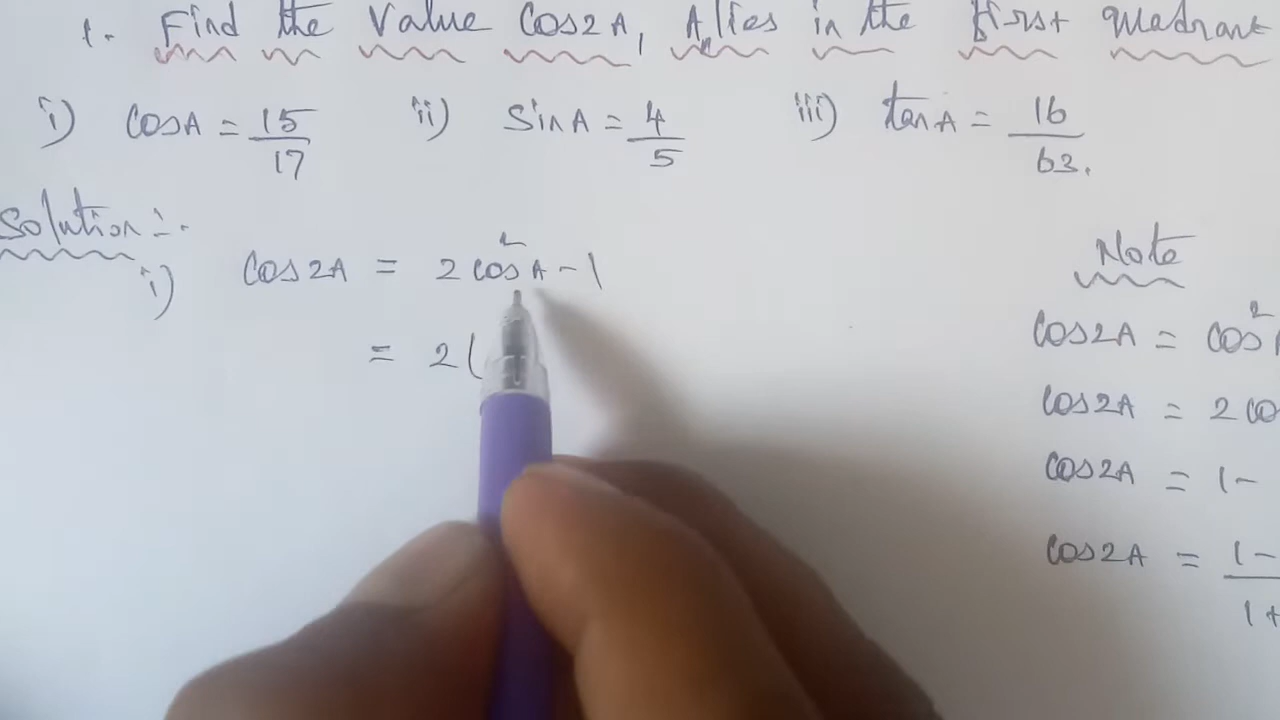 1. Find the value cos2A, A lies in the first quadrant
i) cosA = 15/17 ii) sinA = 4/5 iii) tanA = 16/63.
Solution:-
i) cos2A = 2cos²A-1
= 2(
Note
cos2A = cos²
cos2A = 2co
cos2A = 1-
cos2A = 1-/1+